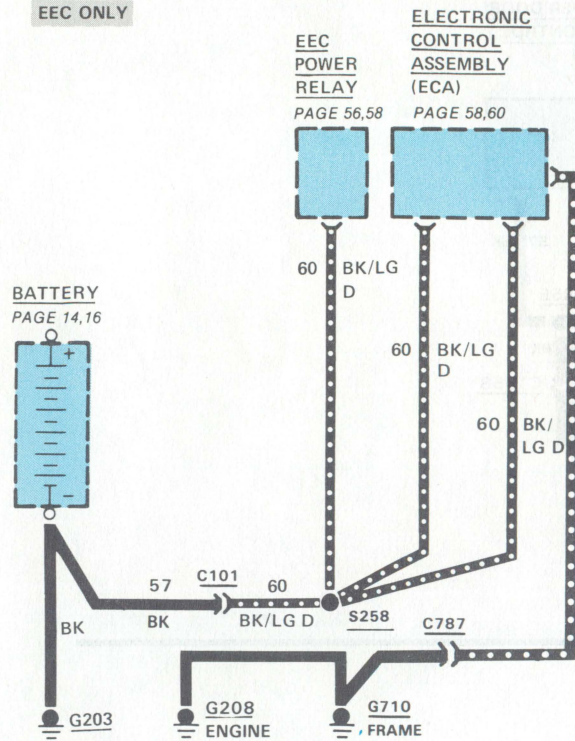 EEC ONLY
EEC
POWER
RELAY
PAGE 56,58
ELECTRONIC
CONTROL
ASSEMBLY
(ECA)
PAGE 58,60
BATTERY
PAGE 14,16
+
−
60 BK/LG
D
60 BK/LG
D
60 BK/
LG D
57
BK
C101
60
BK/LG D
S258
C787
BK
G203
G208
ENGINE
G710
FRAME